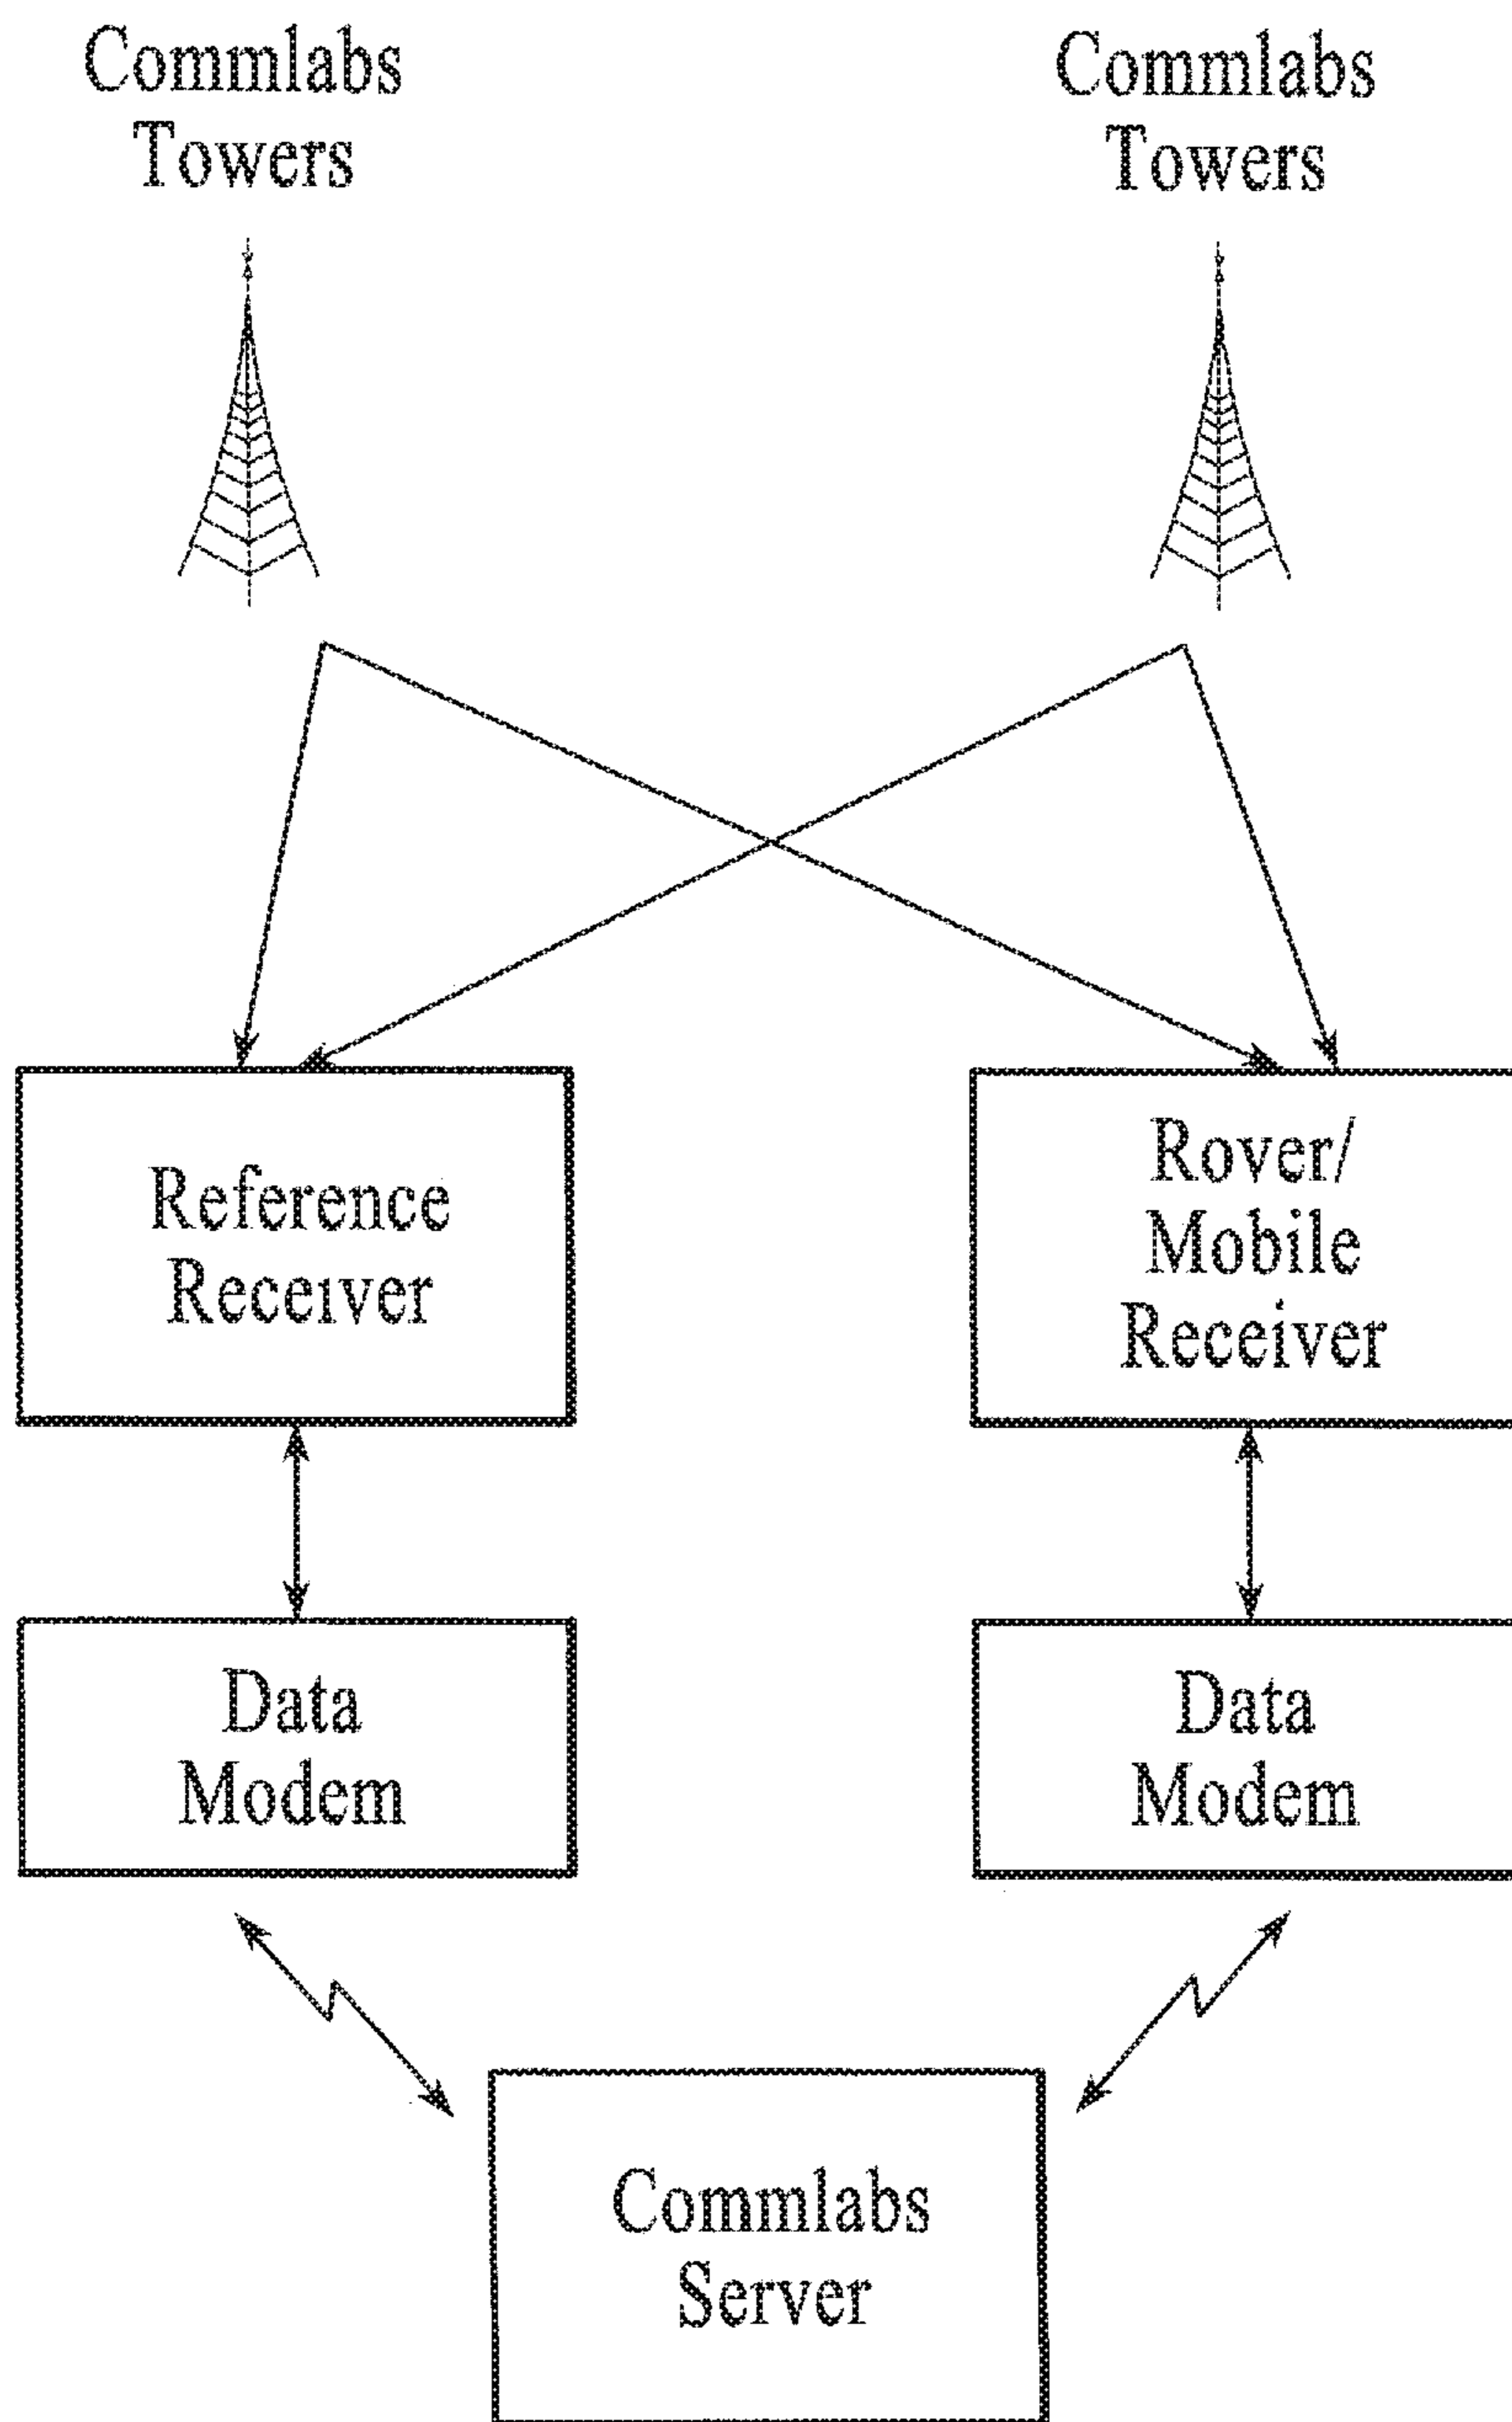 Commlabs
Towers
Commlabs
Towers
Reference
Receiver
Rover/
Mobile
Receiver
Data
Modem
Data
Modem
Commlabs
Server